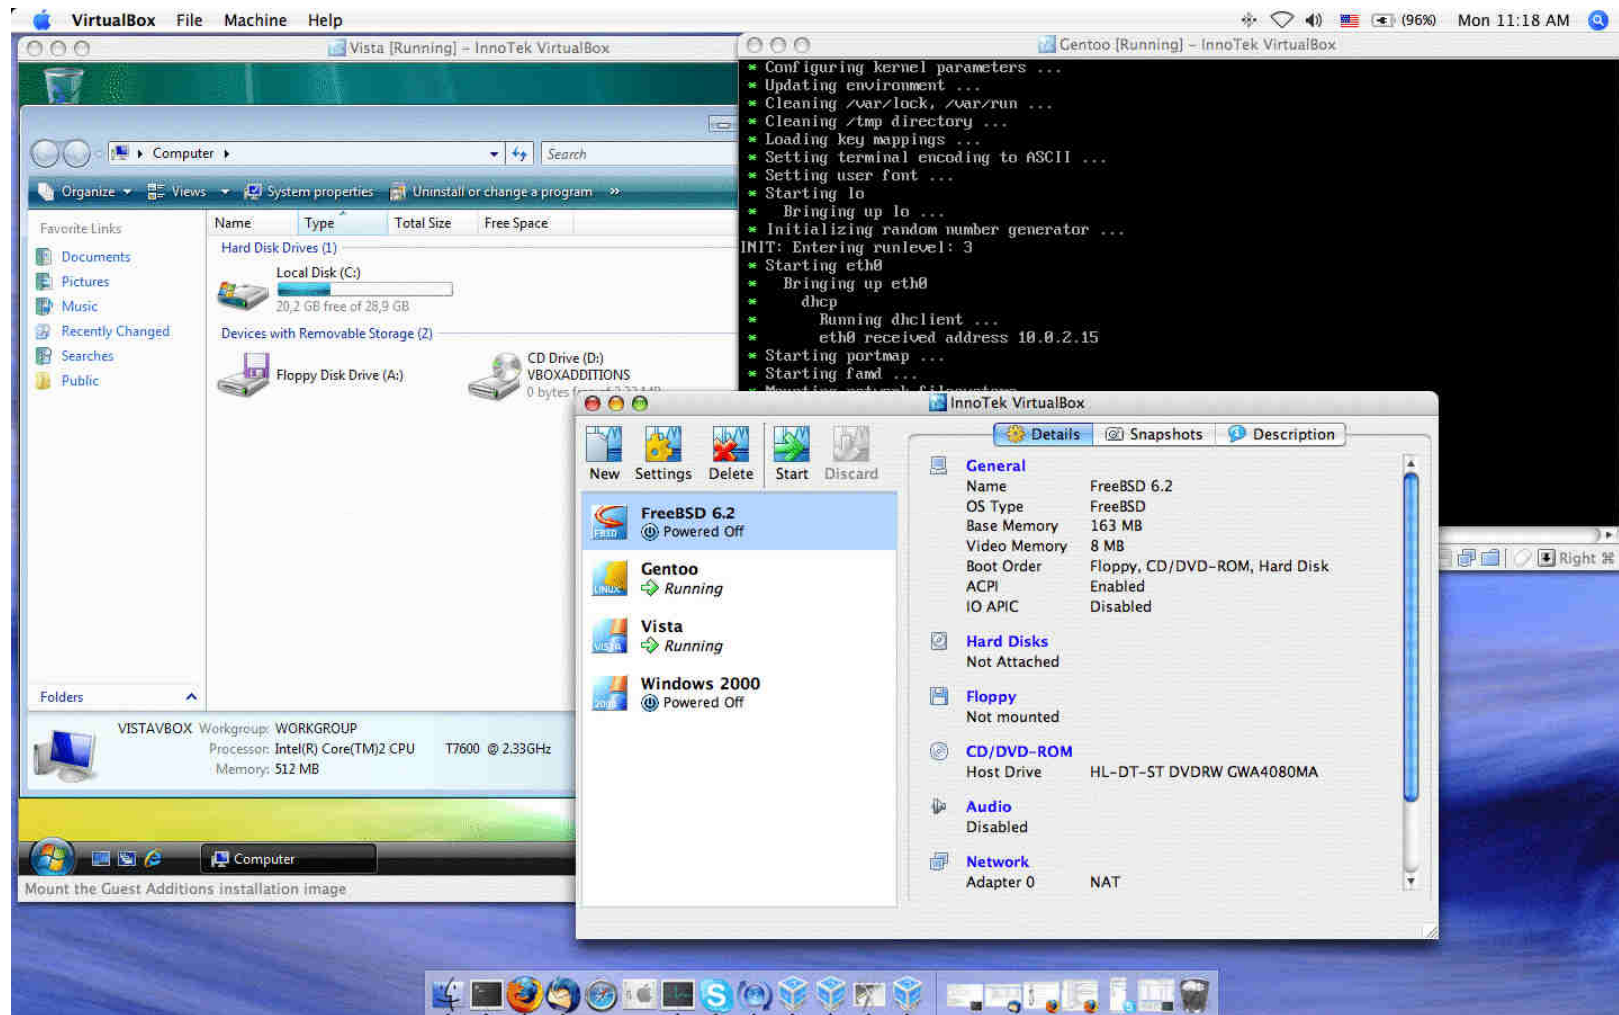 VirtualBox File Machine Help
(96%) Mon 11:18 AM
Vista [Running] – InnoTek VirtualBox
Computer
Search
Organize Views System properties Uninstall or change a program »
Favorite Links
Documents
Pictures
Music
Recently Changed
Searches
Public
Folders
Name Type Total Size Free Space
Hard Disk Drives (1)
Local Disk (C:)
20,2 GB free of 28,9 GB
Devices with Removable Storage (2)
Floppy Disk Drive (A:)
CD Drive (D:)
VBOXADDITIONS
0 bytes
VISTAVBOX Workgroup: WORKGROUP
Processor: Intel(R) Core(TM)2 CPU T7600 @ 2.33GHz
Memory: 512 MB
Computer
Mount the Guest Additions installation image
Gentoo [Running] – InnoTek VirtualBox
* Configuring kernel parameters ...
* Updating environment ...
* Cleaning /var/lock, /var/run ...
* Cleaning /tmp directory ...
* Loading key mappings ...
* Setting terminal encoding to ASCII ...
* Setting user font ...
* Starting lo
* Bringing up lo ...
* Initializing random number generator ...
INIT: Entering runlevel: 3
* Starting eth0
* Bringing up eth0
* dhcp
* Running dhclient ...
* eth0 received address 10.0.2.15
* Starting portmap ...
* Starting famd ...
* Mounting network filesystems
Right ⌘
InnoTek VirtualBox
New Settings Delete Start Discard
FreeBSD 6.2
Powered Off
Gentoo
Running
Vista
Running
Windows 2000
Powered Off
Details Snapshots Description
General
Name FreeBSD 6.2
OS Type FreeBSD
Base Memory 163 MB
Video Memory 8 MB
Boot Order Floppy, CD/DVD-ROM, Hard Disk
ACPI Enabled
IO APIC Disabled
Hard Disks
Not Attached
Floppy
Not mounted
CD/DVD-ROM
Host Drive HL-DT-ST DVDRW GWA4080MA
Audio
Disabled
Network
Adapter 0 NAT